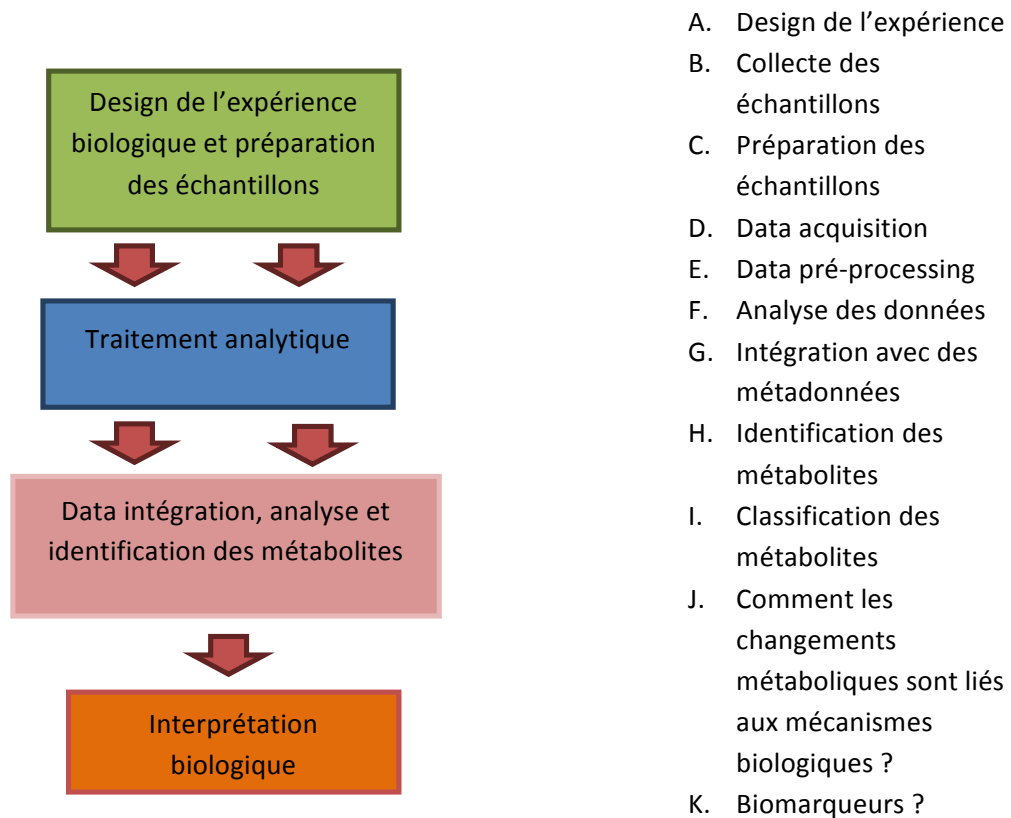 Design de l’expérience
biologique et préparation
des échantillons
Traitement analytique
Data intégration, analyse et
identification des métabolites
Interprétation
biologique
A. Design de l’expérience
B. Collecte des
échantillons
C. Préparation des
échantillons
D. Data acquisition
E. Data pré-processing
F. Analyse des données
G. Intégration avec des
métadonnées
H. Identification des
métabolites
I. Classification des
métabolites
J. Comment les
changements
métaboliques sont liés
aux mécanismes
biologiques ?
K. Biomarqueurs ?